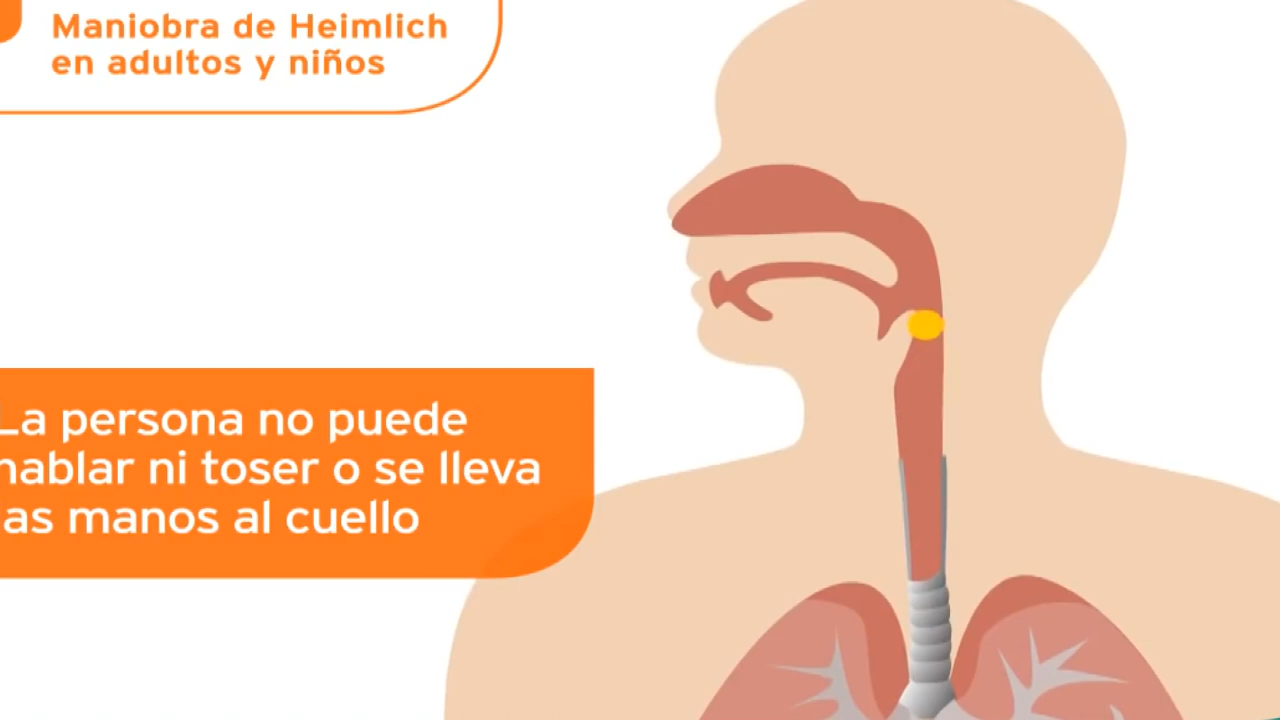 Maniobra de Heimlich
en adultos y niños
La persona no puede
hablar ni toser o se lleva
las manos al cuello